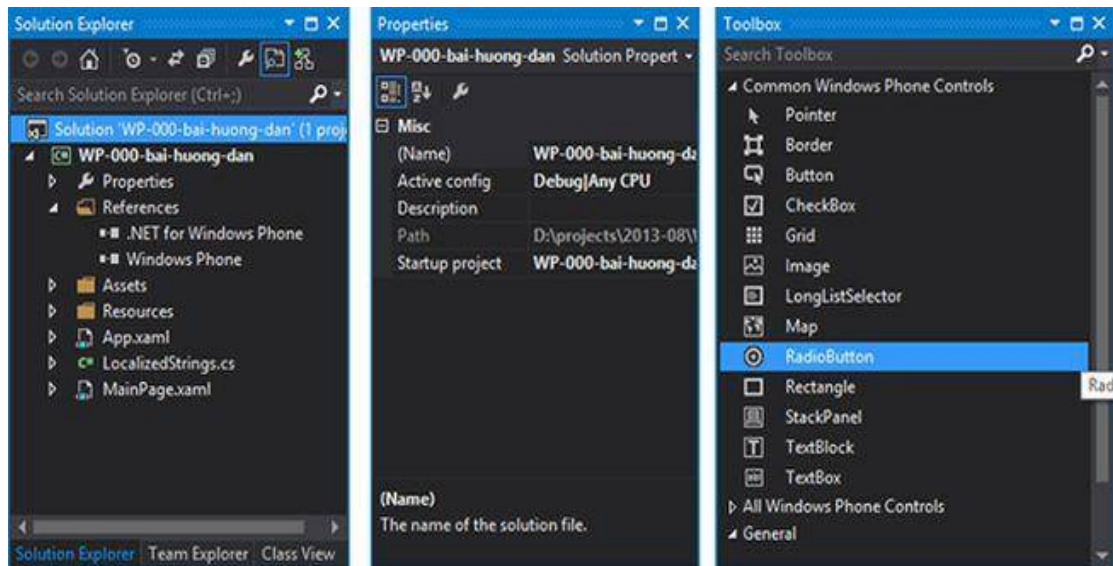 Solution Explorer
Search Solution Explorer (Ctrl+;)
Solution 'WP-000-bai-huong-dan' (1 proj
WP-000-bai-huong-dan
Properties
References
.NET for Windows Phone
Windows Phone
Assets
Resources
App.xaml
C# LocalizedStrings.cs
MainPage.xaml
Solution Explorer Team Explorer Class View
Properties
WP-000-bai-huong-dan Solution Propert
Misc
(Name) WP-000-bai-huong-da
Active config Debug|Any CPU
Description
Path D:\projects\2013-08\
Startup project WP-000-bai-huong-da
(Name)
The name of the solution file.
Toolbox
Search Toolbox
Common Windows Phone Controls
Pointer
Border
Button
CheckBox
Grid
Image
LongListSelector
Map
RadioButton
Rad
Rectangle
StackPanel
TextBlock
TextBox
All Windows Phone Controls
General